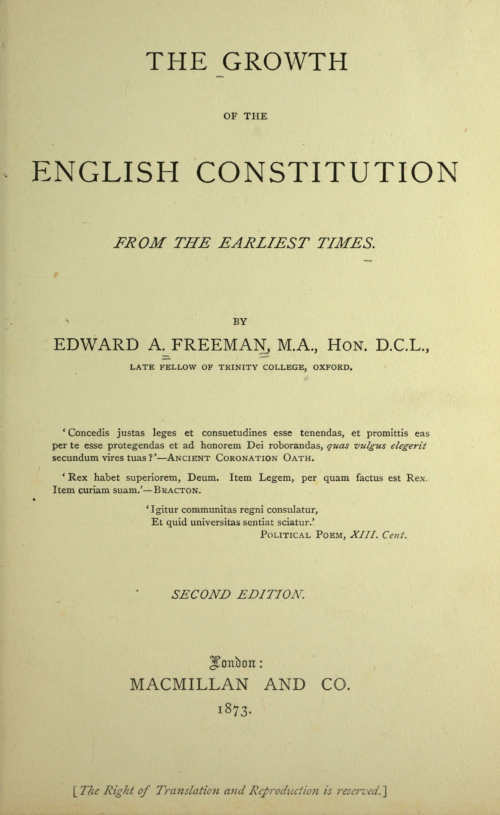 THE GROWTH
OF THE
ENGLISH CONSTITUTION
FROM THE EARLIEST TIMES.
BY
EDWARD A. FREEMAN, M.A., HON. D.C.L.,
LATE FELLOW OF TRINITY COLLEGE, OXFORD.
‘Concedis justas leges et consuetudines esse tenendas, et promittis eas
per te esse protegendas et ad honorem Dei roborandas, quas vulgus elegerit
secundum vires tuas?’—ANCIENT CORONATION OATH.
‘Rex habet superiorem, Deum. Item Legem, per quam factus est Rex.
Item curiam suam.’—BRACTON.
‘Igitur communitas regni consulatur,
Et quid universitas sentiat sciatur.’
POLITICAL POEM, XIII. Cent.
SECOND EDITION.
London:
MACMILLAN AND CO.
1873.
[The Right of Translation and Reproduction is reserved.]